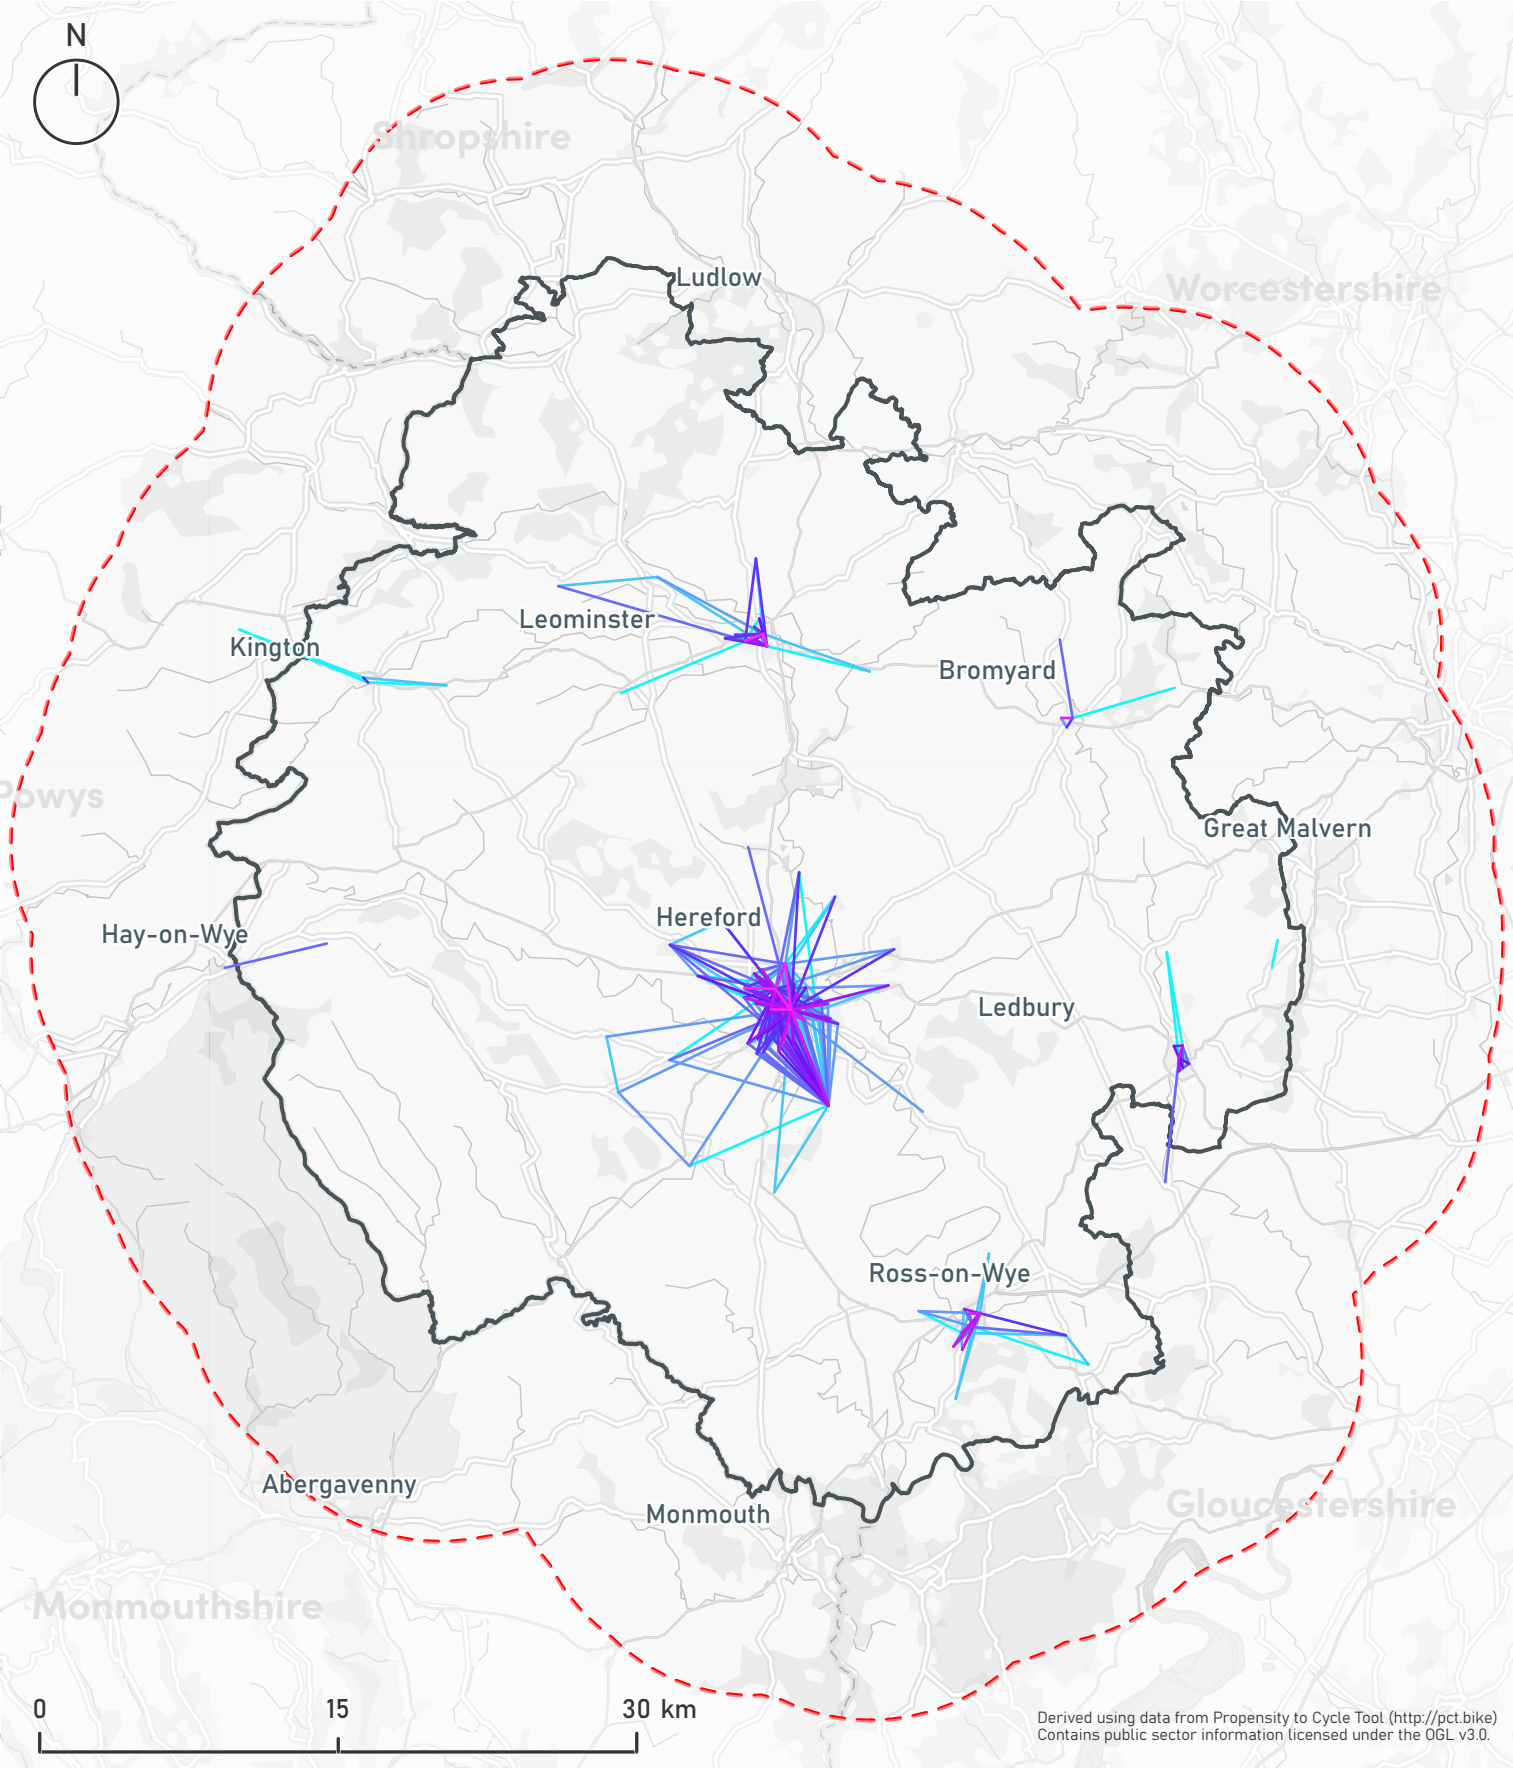 N
Shropshire
Ludlow
Worcestershire
Leominster
Kington
Bromyard
Powys
Great Malvern
Hereford
Hay-on-Wye
Ledbury
Ross-on-Wye
Abergavenny
Monmouth
Gloucestershire
Monmouthshire
0 15 30 km
Derived using data from Propensity to Cycle Tool (http://pct.bike)
Contains public sector information licensed under the OGL v3.0.